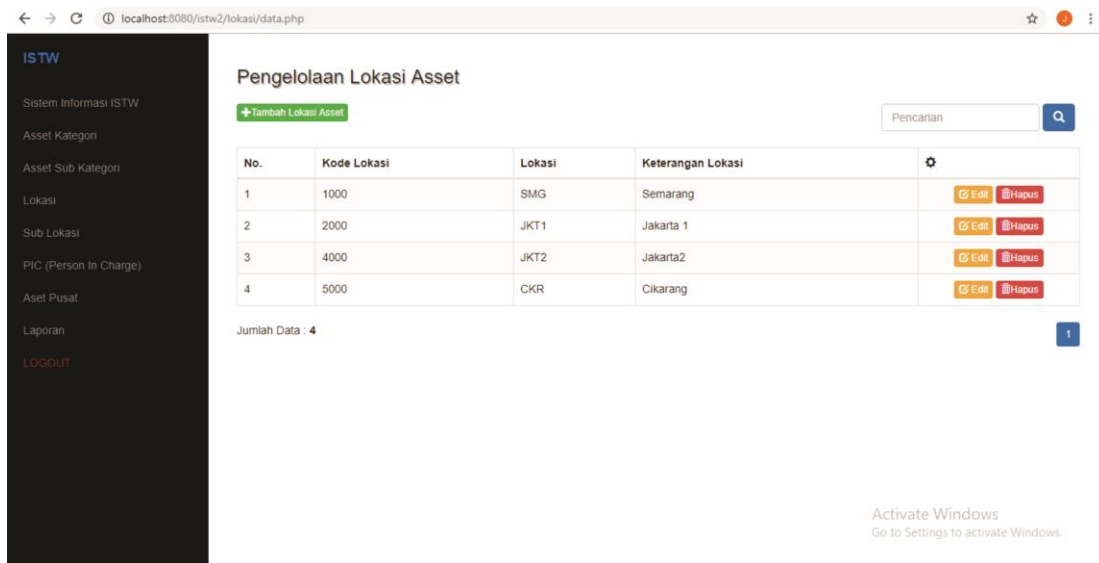 localhost:8080/istw2/lokasi/data.php
J
ISTW
Sistem Informasi ISTW
Asset Kategori
Asset Sub Kategori
Lokasi
Sub Lokasi
PIC (Person In Charge)
Aset Pusat
Laporan
LOGOUT
Pengelolaan Lokasi Asset
+Tambah Lokasi Asset
Pencarian
No. Kode Lokasi Lokasi Keterangan Lokasi
1 1000 SMG Semarang Edit Hapus
2 2000 JKT1 Jakarta 1 Edit Hapus
3 4000 JKT2 Jakarta2 Edit Hapus
4 5000 CKR Cikarang Edit Hapus
Jumlah Data : 4
1
Activate Windows
Go to Settings to activate Windows.